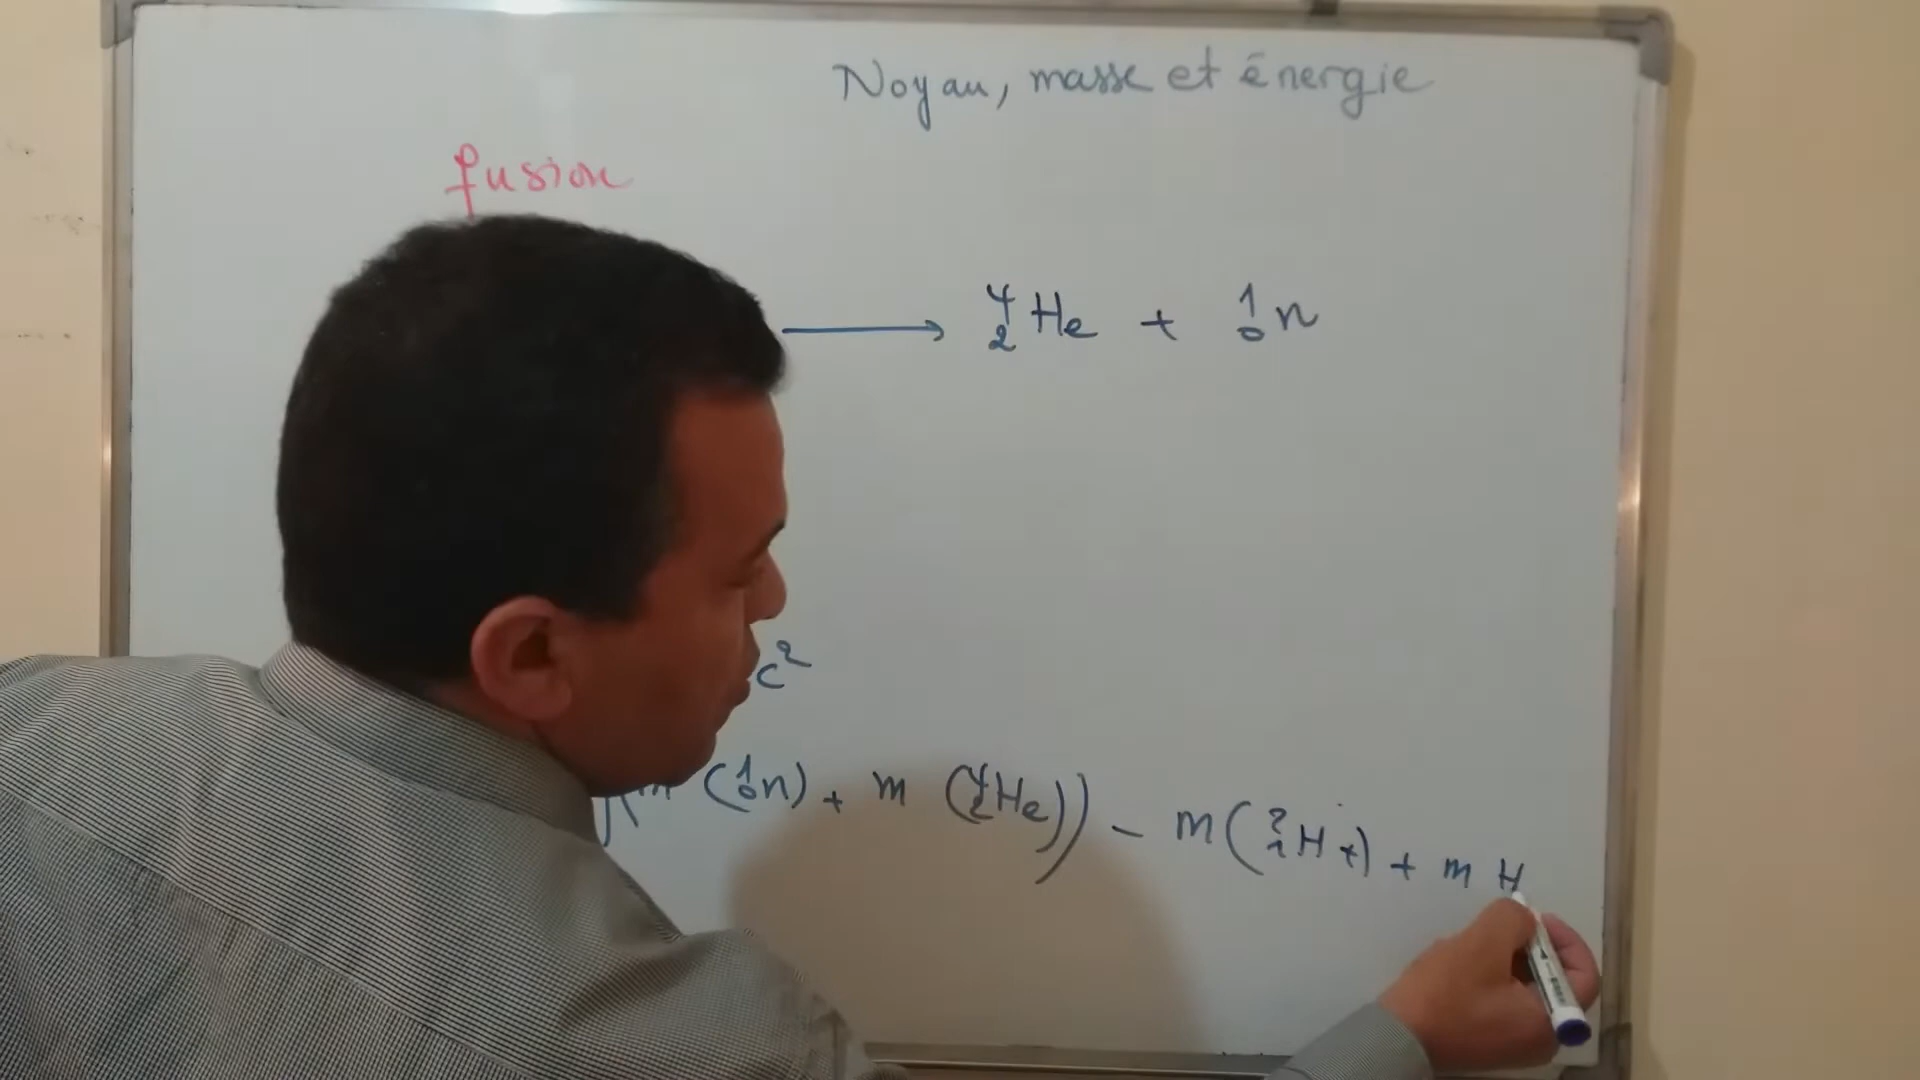 Noyau, masse et énergie
fusion
⟶ ⁴₂He + ¹₀n
c²
m (¹₀n) + m (⁴₂He)) − m(²₁H +) + m H